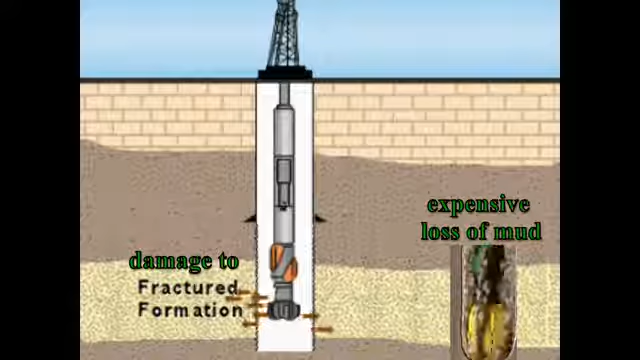 expensive
loss of mud
damage to
Fractured
Formation